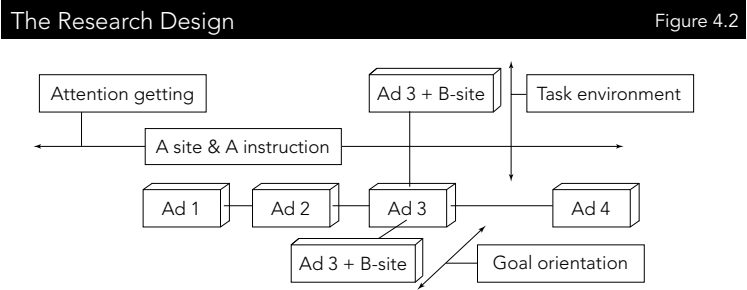 The Research Design
Figure 4.2
Attention getting
Ad 3 + B-site
Task environment
A site & A instruction
Ad 1
Ad 2
Ad 3
Ad 4
Ad 3 + B-site
Goal orientation